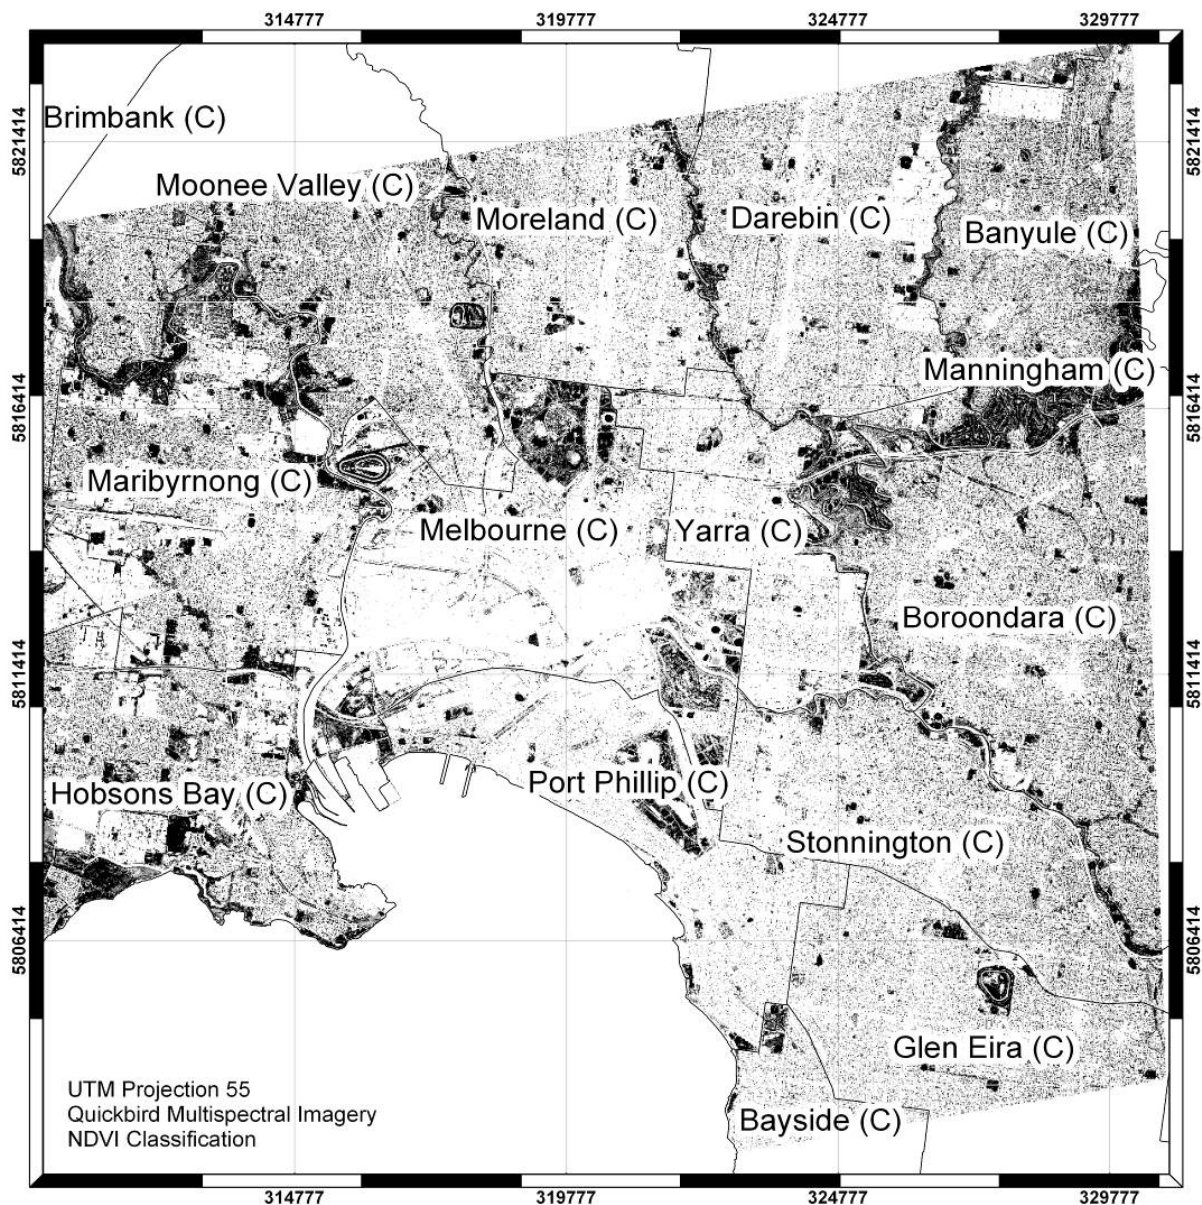 314777 319777 324777 329777
Brimbank (C)
5821414 5821414
Moonee Valley (C)
Moreland (C)
Darebin (C)
Banyule (C)
Manningham (C)
5816414 5816414
Maribyrnong (C)
Melbourne (C)
Yarra (C)
Boroondara (C)
5811414 5811414
Port Phillip (C)
Hobsons Bay (C)
Stonnington (C)
5806414 5806414
Glen Eira (C)
UTM Projection 55
Quickbird Multispectral Imagery
NDVI Classification
Bayside (C)
314777 319777 324777 329777